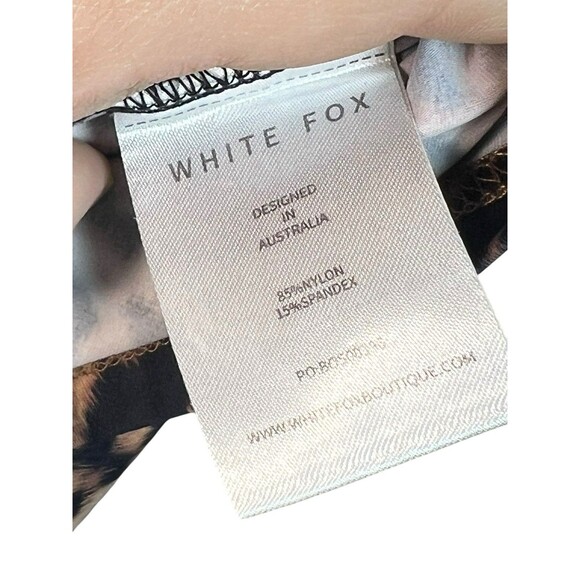 WHITE FOX
DESIGNED
IN
AUSTRALIA
85%NYLON
15%SPANDEX
WWW.WHITEFOXBOUTIQUE.COM